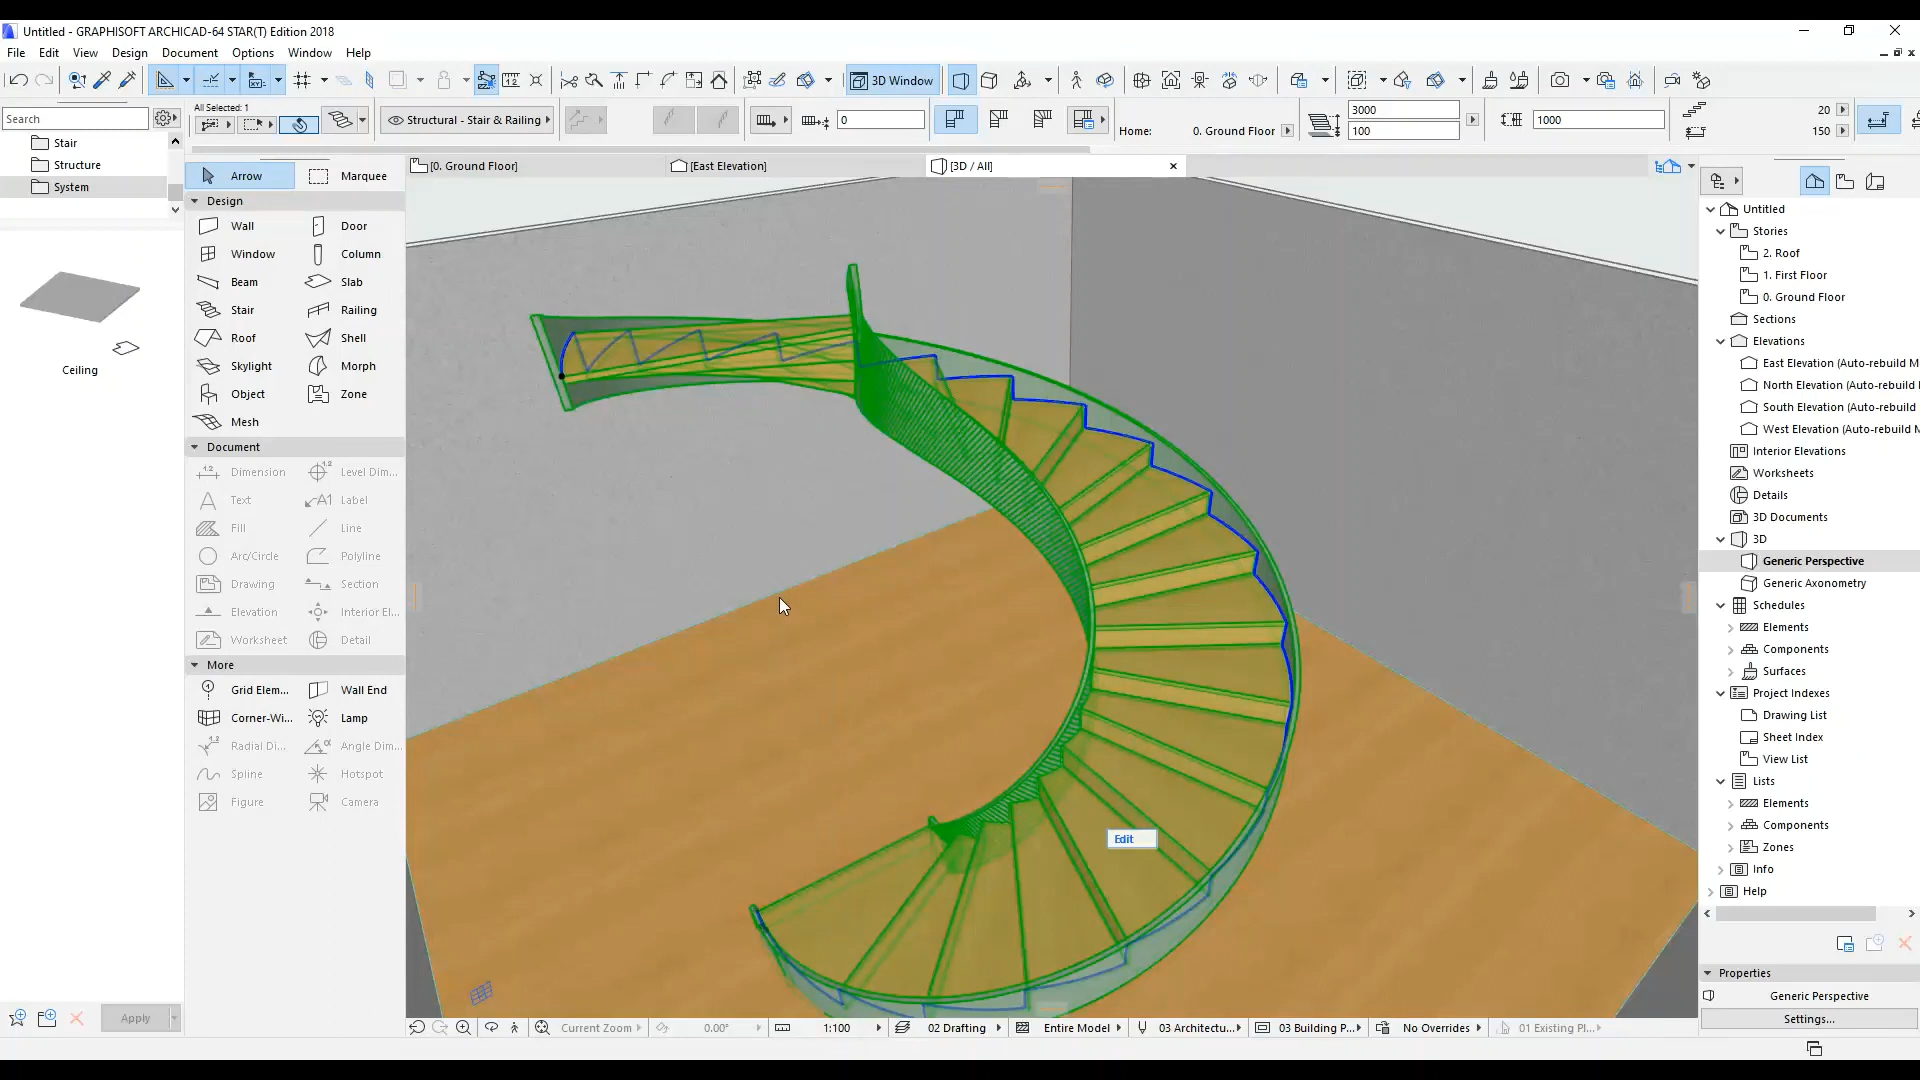 Untitled - GRAPHISOFT ARCHICAD-64 STAR(T) Edition 2018
File Edit View Design Document Options Window Help
3D Window
Search
All Selected: 1
Structural - Stair & Railing
0
Home: 0. Ground Floor
3000
100
1000
20
150
Stair
Structure
System
Ceiling
Apply
Arrow Marquee
Design
Wall Door
Window Column
Beam Slab
Stair Railing
Roof Shell
Skylight Morph
Object Zone
Mesh
Document
Dimension Level Dim...
Text Label
Fill Line
Arc/Circle Polyline
Drawing Section
Elevation Interior El...
Worksheet Detail
More
Grid Elem... Wall End
Corner-Wi... Lamp
Radial Di... Angle Dim...
Spline Hotspot
Figure Camera
[0. Ground Floor] [East Elevation] [3D / All]
Edit
Current Zoom 0.00° 1:100 02 Drafting Entire Model 03 Architectu... 03 Building P... No Overrides 01 Existing Pl...
Untitled
Stories
2. Roof
1. First Floor
0. Ground Floor
Sections
Elevations
East Elevation (Auto-rebuild M
North Elevation (Auto-rebuild
South Elevation (Auto-rebuild
West Elevation (Auto-rebuild M
Interior Elevations
Worksheets
Details
3D Documents
3D
Generic Perspective
Generic Axonometry
Schedules
Elements
Components
Surfaces
Project Indexes
Drawing List
Sheet Index
View List
Lists
Elements
Components
Zones
Info
Help
Properties
Generic Perspective
Settings...